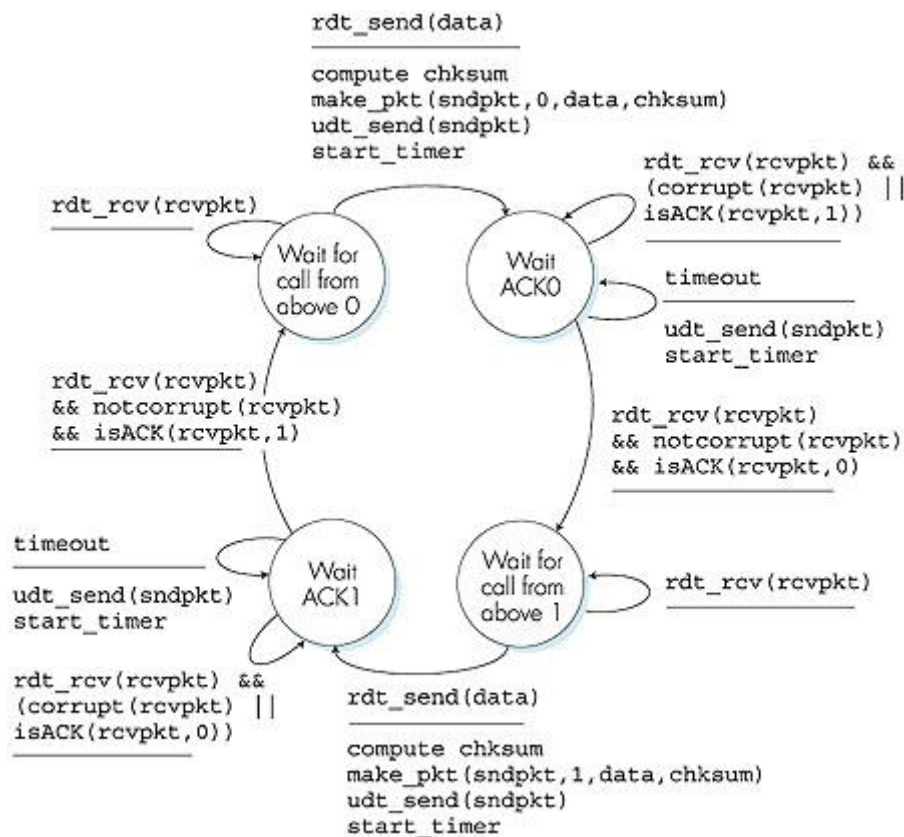 rdt_send(data)
compute chksum
make_pkt(sndpkt,0,data,chksum)
udt_send(sndpkt)
start_timer
rdt_rcv(rcvpkt) &&
(corrupt(rcvpkt) ||
isACK(rcvpkt,1))
rdt_rcv(rcvpkt)
Wait for
call from
above 0
Wait
ACK0
timeout
udt_send(sndpkt)
start_timer
rdt_rcv(rcvpkt)
&& notcorrupt(rcvpkt)
&& isACK(rcvpkt,1)
rdt_rcv(rcvpkt)
&& notcorrupt(rcvpkt)
&& isACK(rcvpkt,0)
timeout
udt_send(sndpkt)
start_timer
Wait
ACK1
Wait for
call from
above 1
rdt_rcv(rcvpkt)
rdt_rcv(rcvpkt) &&
(corrupt(rcvpkt) ||
isACK(rcvpkt,0))
rdt_send(data)
compute chksum
make_pkt(sndpkt,1,data,chksum)
udt_send(sndpkt)
start_timer